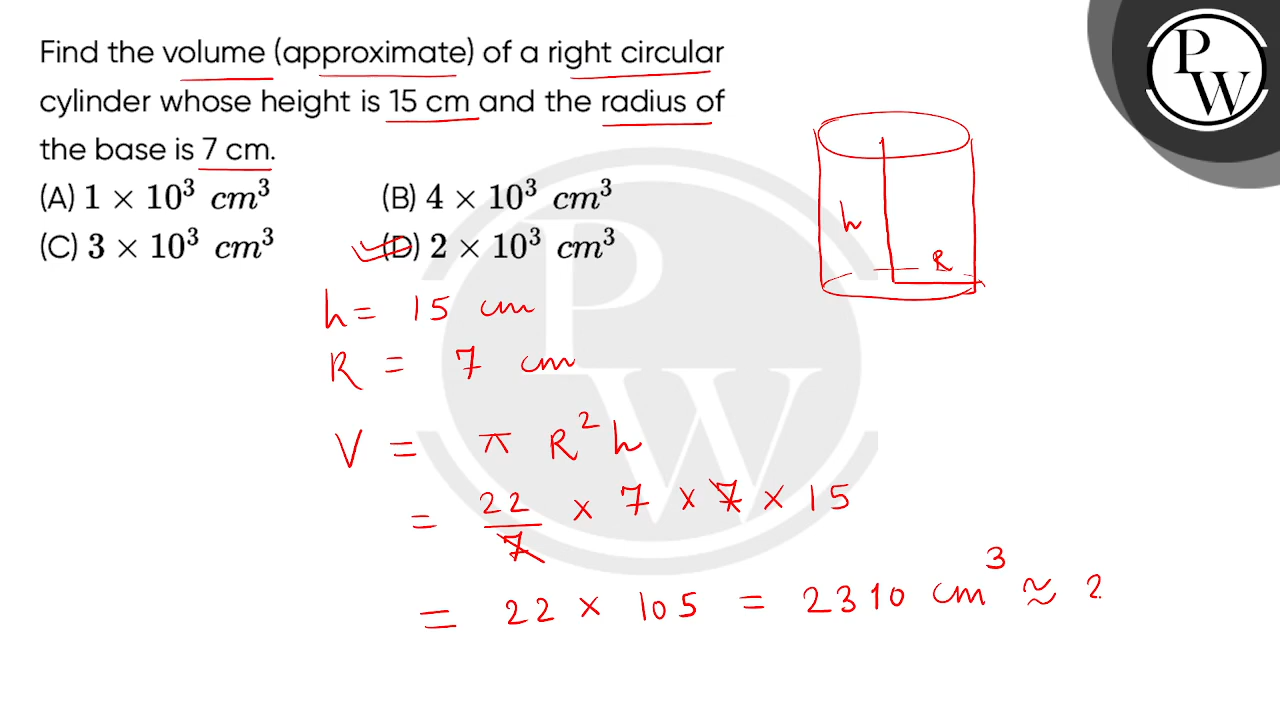 Find the volume (approximate) of a right circular
cylinder whose height is 15 cm and the radius of
the base is 7 cm.
(A) 1 × 10³ cm³ (B) 4 × 10³ cm³
(C) 3 × 10³ cm³ (D) 2 × 10³ cm³
h = 15 cm
R = 7 cm
V = π R² h
= 22/7 × 7 × 7 × 15
= 22 × 105 = 2310 cm³ ≈ 2
h
R
P
W
P
W